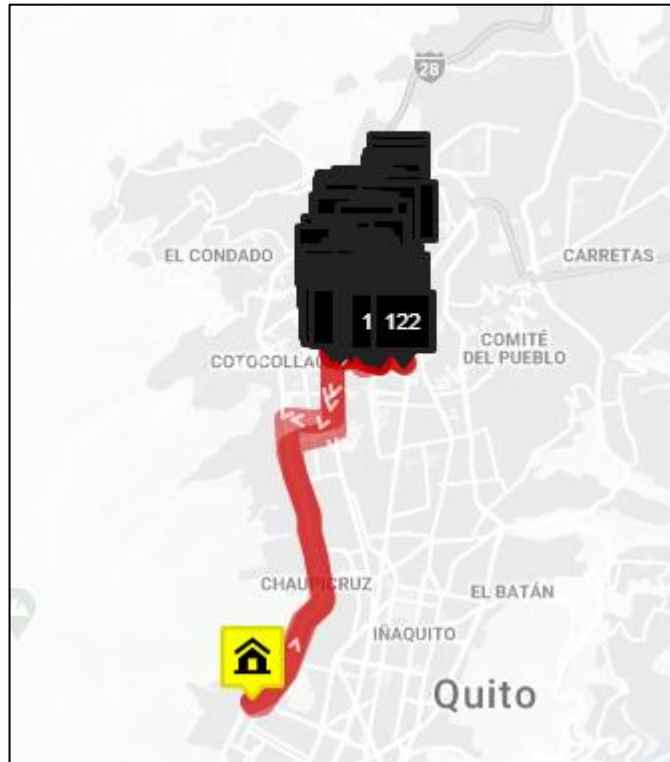 28
EL CONDADO
CARRETAS
1 122
COMITÉ
DEL PUEBLO
COTOCOLLA
CHAUPICRUZ
EL BATÁN
IÑAQUITO
Quito